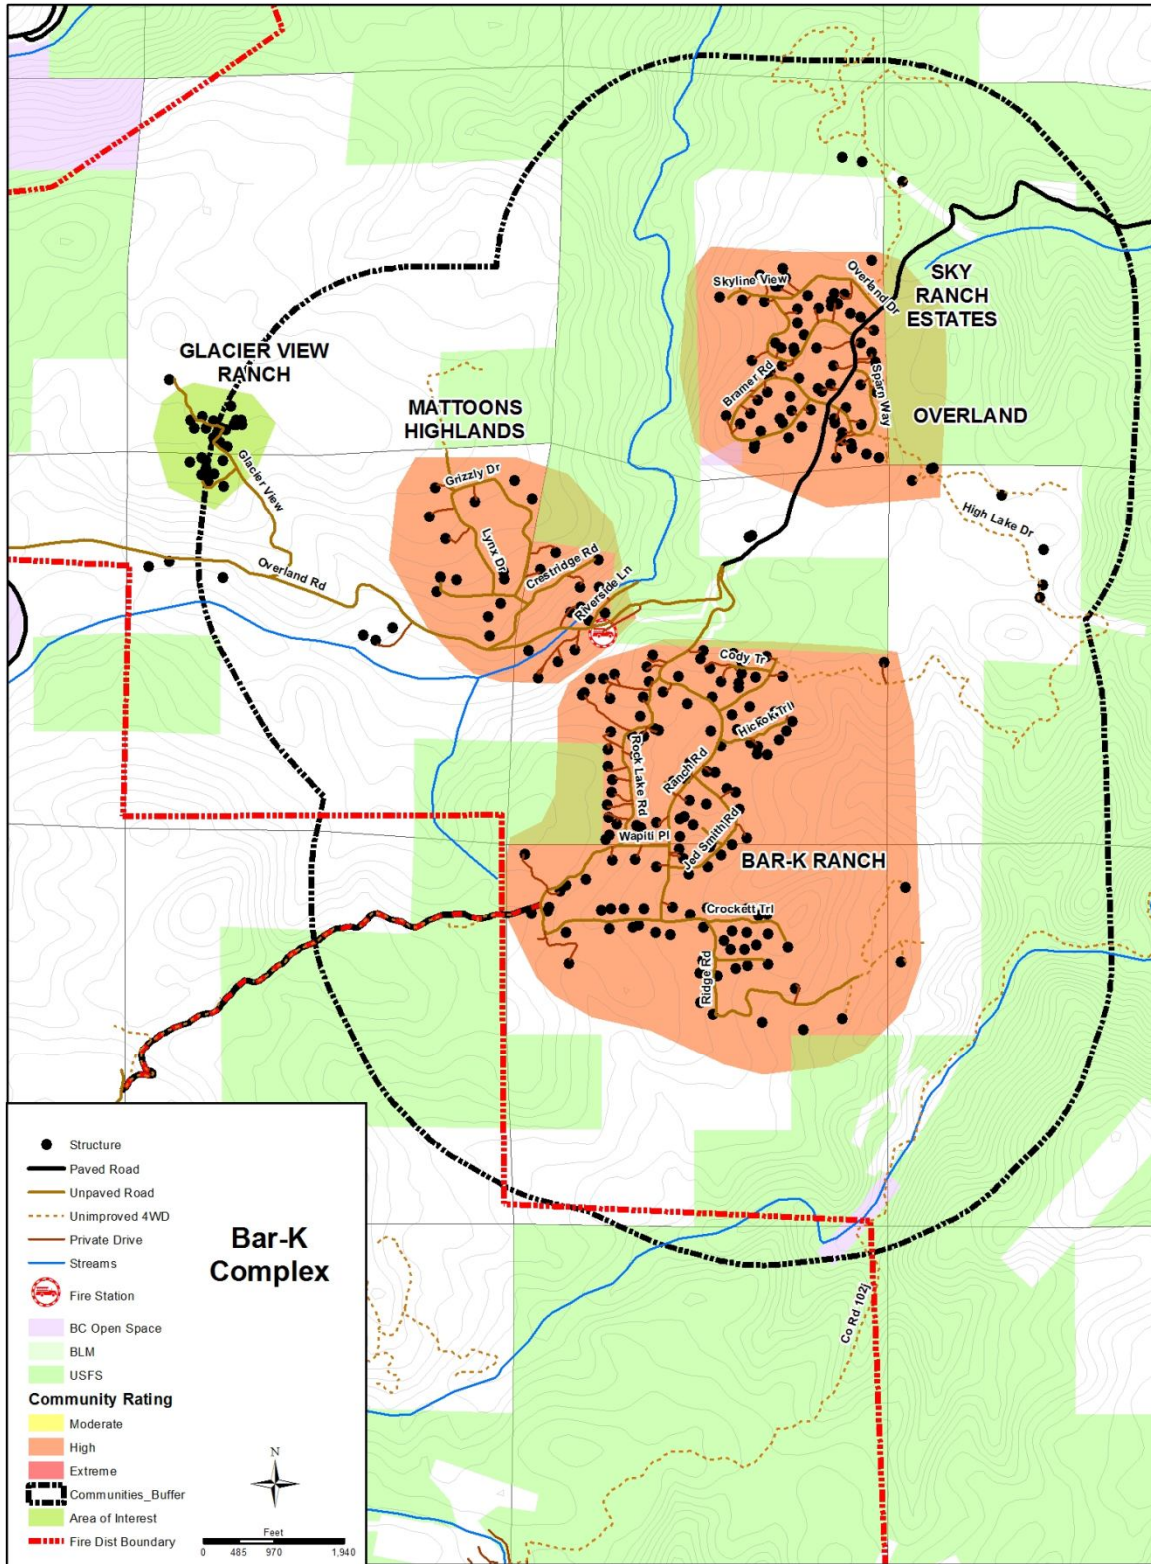 SKY
RANCH
ESTATES
Skyline View
Overland Dr
Bramer Rd
Sparn Way
OVERLAND
GLACIER VIEW
RANCH
Glacier View
MATTOONS
HIGHLANDS
Grizzly Dr
Lynx Dr
Crestridge Rd
Riverside Ln
High Lake Dr
Overland Rd
Cody Tr
Hickok Trl
Rock Lake Rd
Ranch Rd
Wapiti Pl
Jed Smith Rd
BAR-K RANCH
Crockett Trl
Ridge Rd
Co Rd 102j
Structure
Paved Road
Unpaved Road
Unimproved 4WD
Private Drive
Streams
Fire Station
BC Open Space
BLM
USFS
Community Rating
Moderate
High
Extreme
Communities_Buffer
Area of Interest
Fire Dist Boundary
Bar-K
Complex
N
Feet
0 485 970 1,940